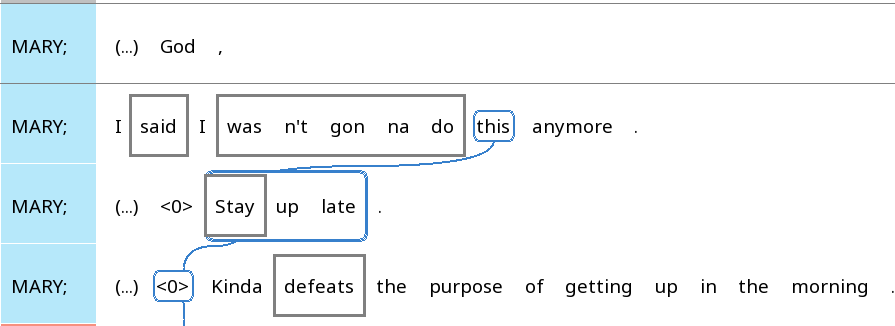 MARY; (...) God ,
MARY; I said I was n't gon na do this anymore .
MARY; (...) <0> Stay up late .
MARY; (...) <0> Kinda defeats the purpose of getting up in the morning .